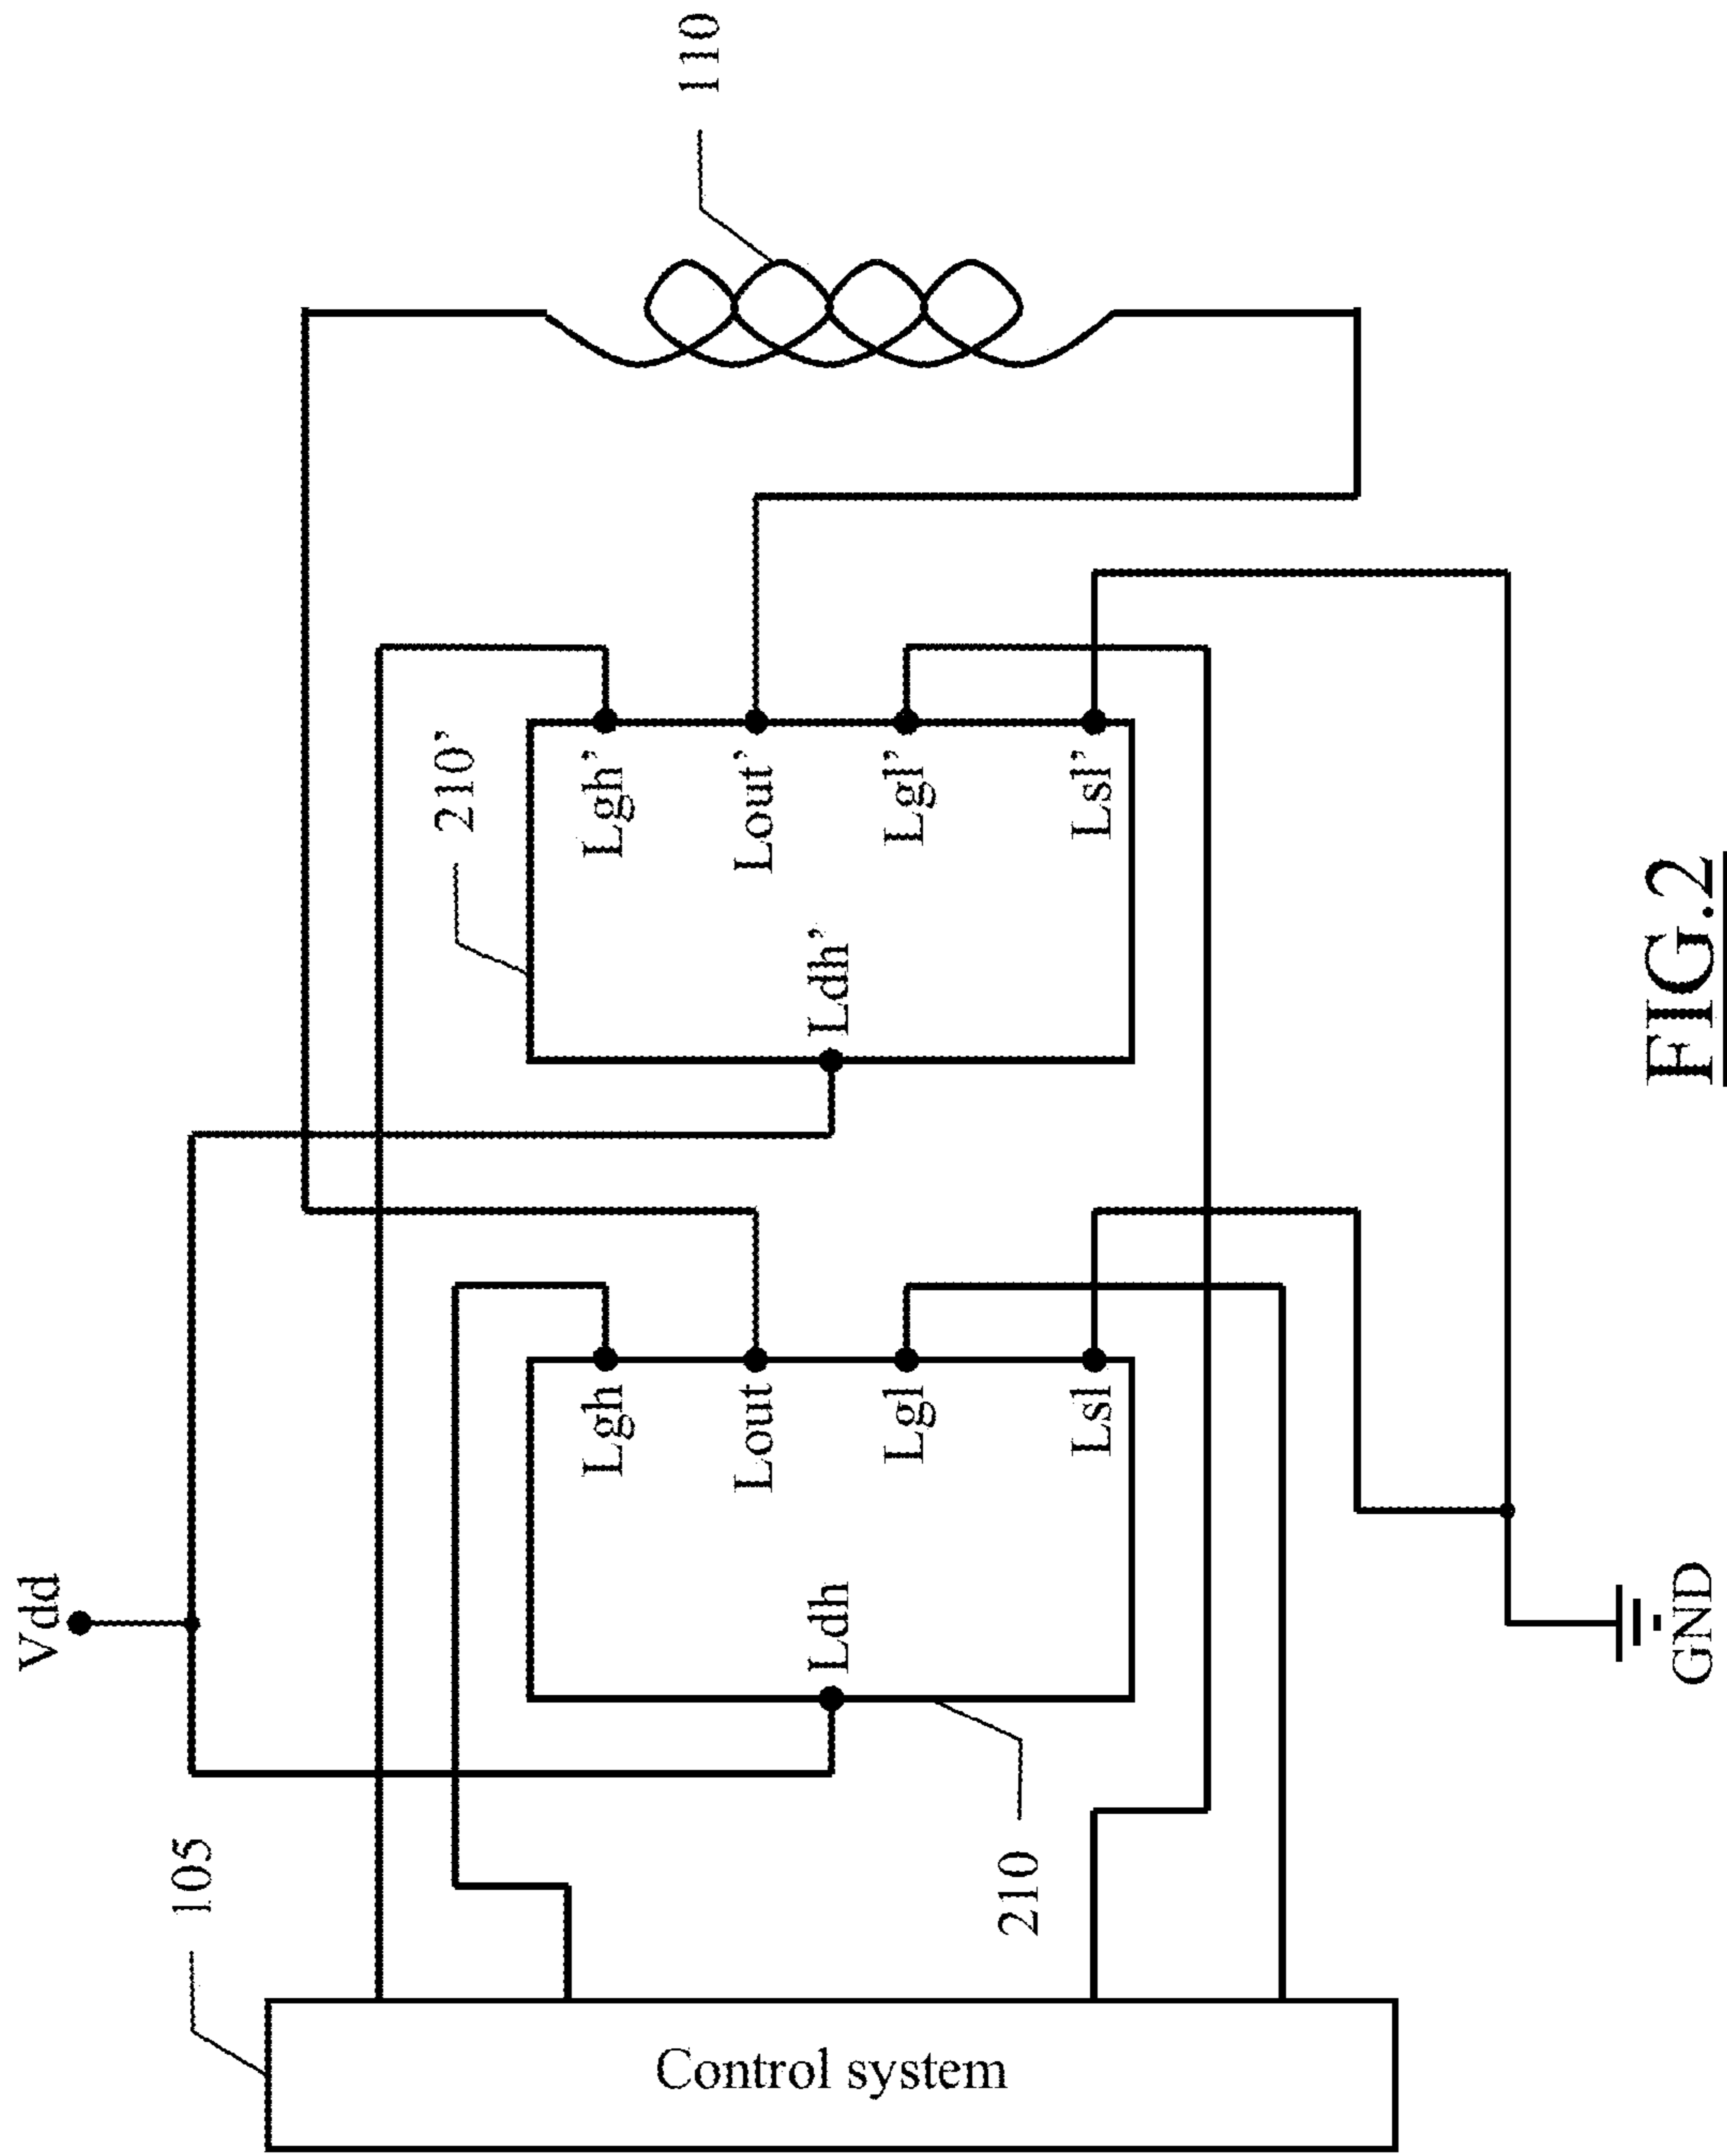 Vdd
105
Control system
Ldh
Lgh
Lout
Lgl
Lsl
210
210’
Ldh’
Lgh’
Lout’
Lgl’
Lsl’
110
GND
FIG.2